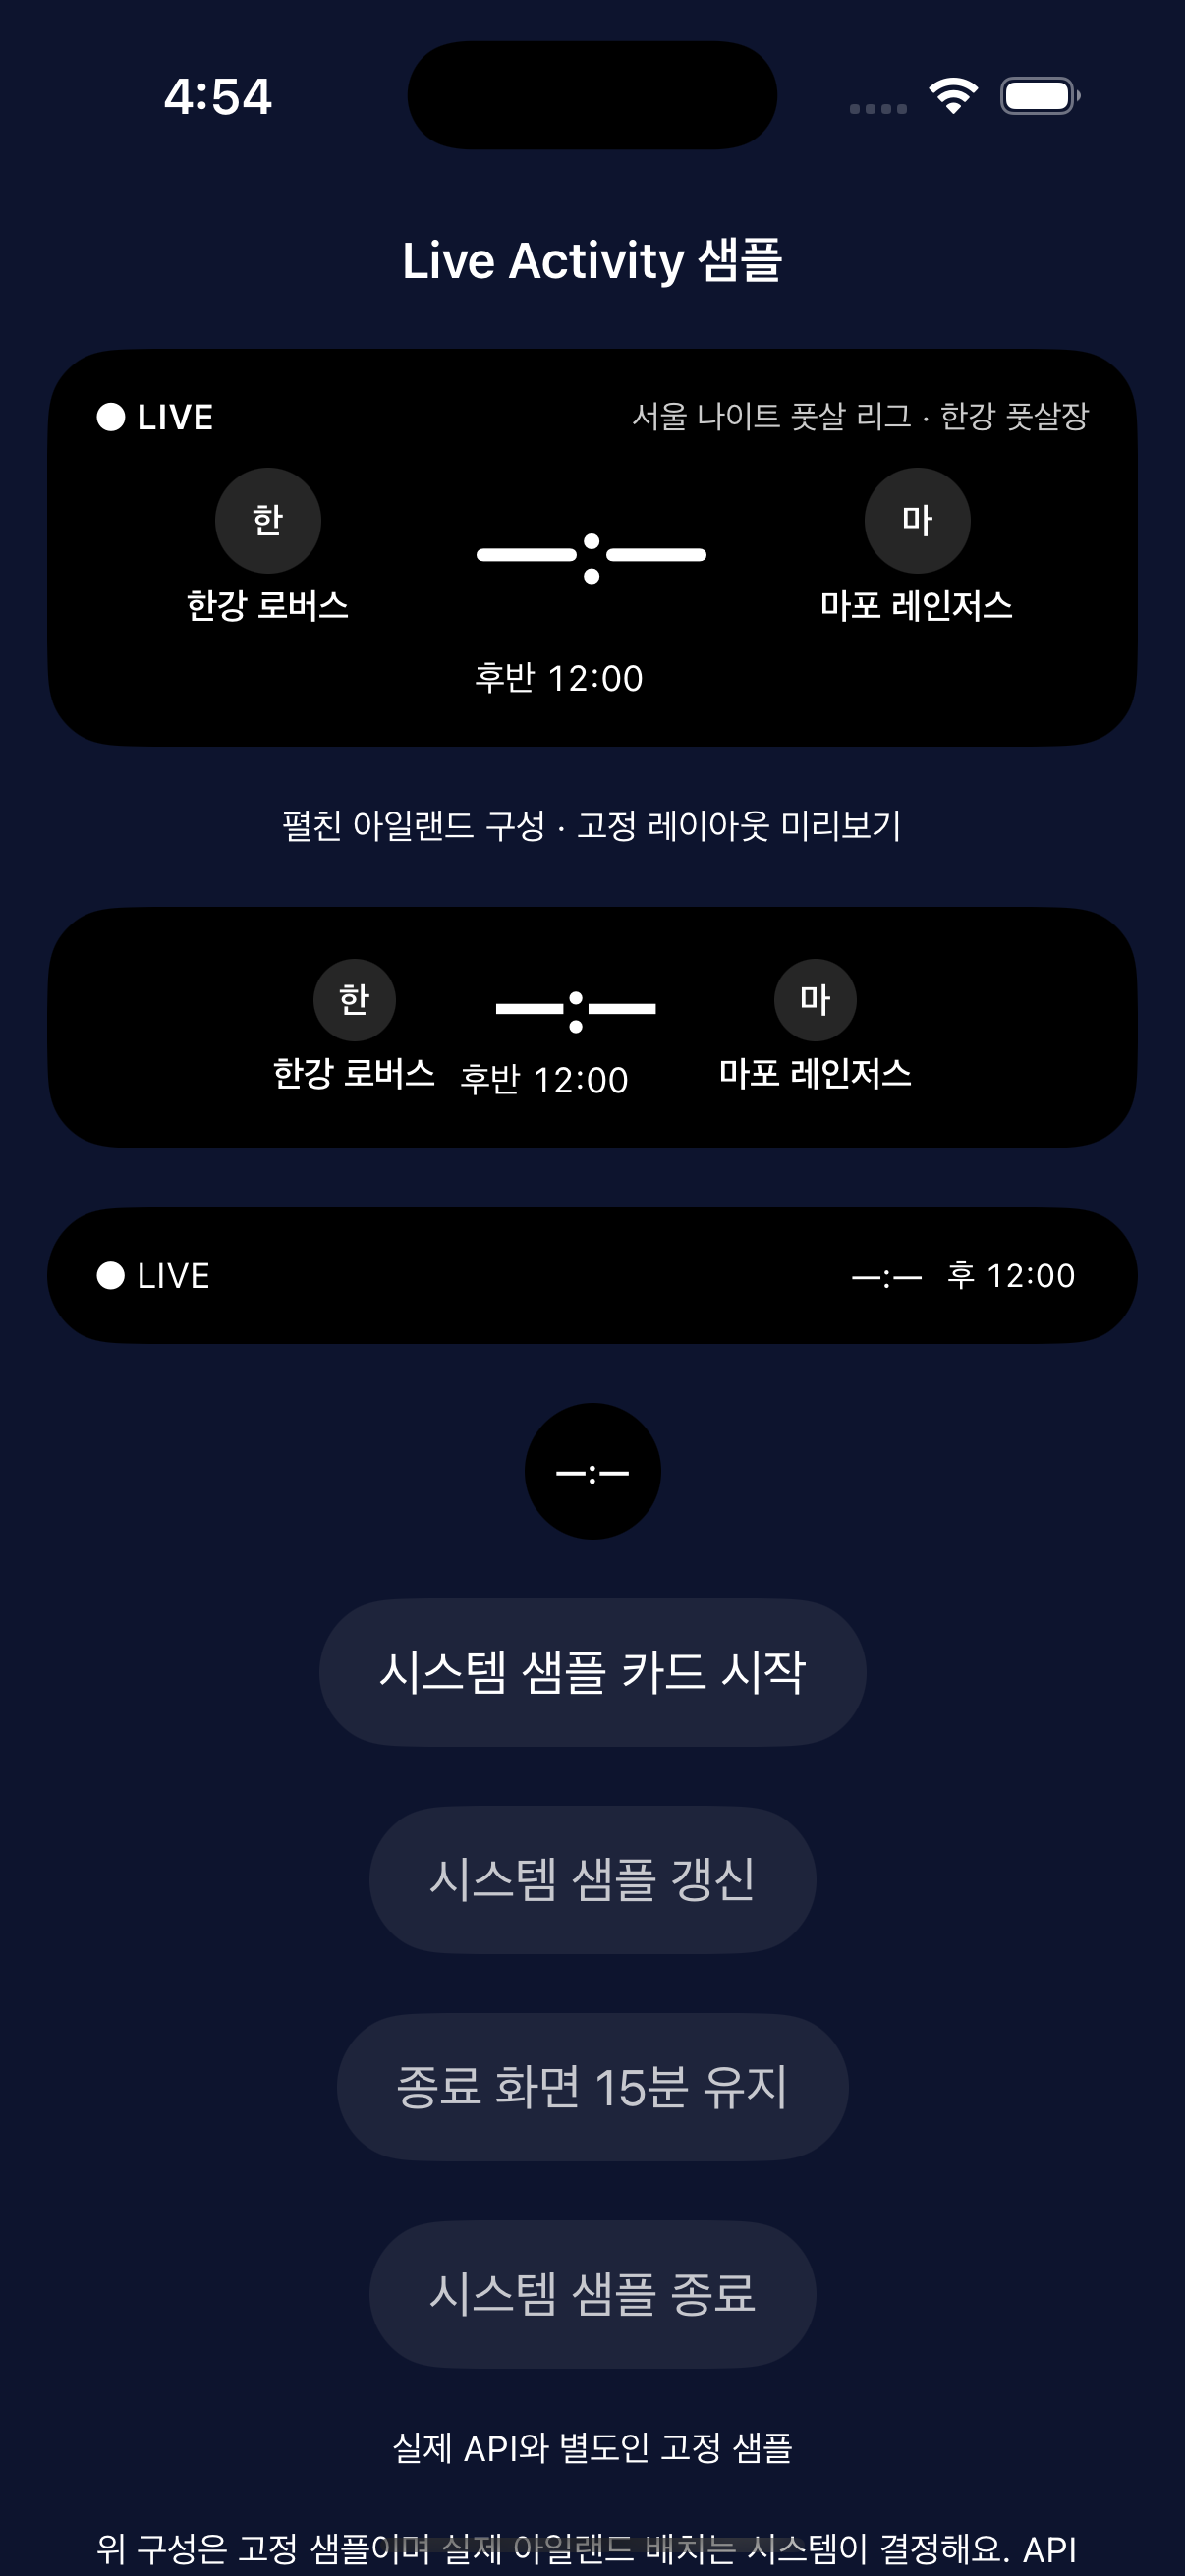 4:54
Live Activity 샘플
LIVE
서울 나이트 풋살 리그 · 한강 풋살장
한
—:—
마
한강 로버스
마포 레인저스
후반 12:00
펼친 아일랜드 구성 · 고정 레이아웃 미리보기
한
—:—
마
한강 로버스
후반 12:00
마포 레인저스
LIVE
—:— 후 12:00
—:—
시스템 샘플 카드 시작
시스템 샘플 갱신
종료 화면 15분 유지
시스템 샘플 종료
실제 API와 별도인 고정 샘플
위 구성은 고정 샘플이며 실제 아일랜드 배치는 시스템이 결정해요. API